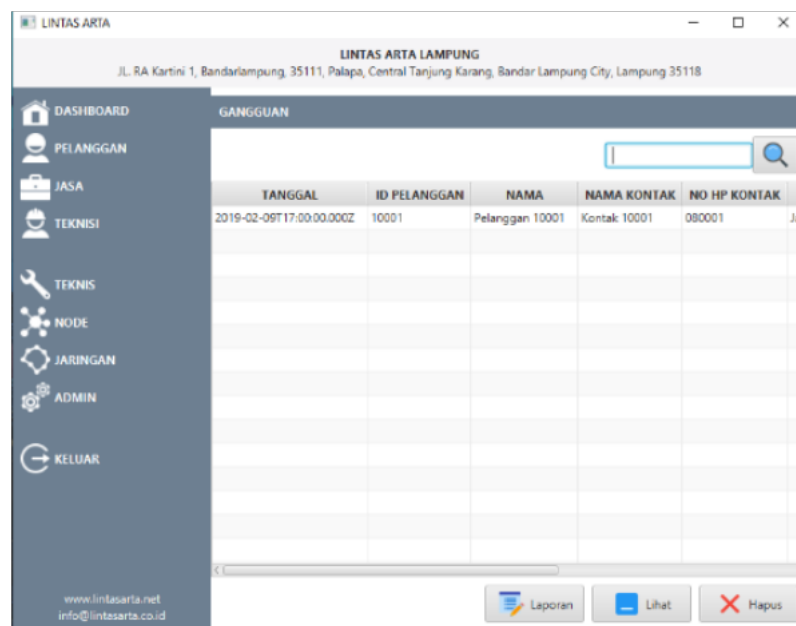 LINTAS ARTA
LINTAS ARTA LAMPUNG
JL. RA Kartini 1, Bandarlampung, 35111, Palapa, Central Tanjung Karang, Bandar Lampung City, Lampung 35118
DASHBOARD
PELANGGAN
JASA
TEKNISI
TEKNIS
NODE
JARINGAN
ADMIN
KELUAR
www.lintasarta.net
info@lintasarta.co.id
GANGGUAN
TANGGAL ID PELANGGAN NAMA NAMA KONTAK NO HP KONTAK
2019-02-09T17:00:00.000Z 10001 Pelanggan 10001 Kontak 10001 080001
Laporan Lihat Hapus